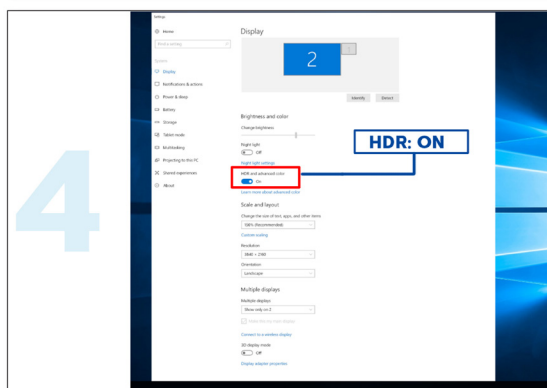 4
Settings
Home
Display
Find a setting
System
2
Display
Notifications & actions
Power & sleep
Identify
Detect
Battery
Storage
Brightness and color
Change brightness
Tablet mode
HDR: ON
Multitasking
Night light
Off
Projecting to this PC
Night light settings
Shared experiences
HDR and advanced color
On
About
Learn more about advanced color
Scale and layout
Change the size of text, apps, and other items
Custom scaling
Resolution
3840 × 2160
Orientation
Landscape
Multiple displays
Multiple displays
Show only on 2
Connect to a wireless display
3D display mode
Off
Display adapter properties